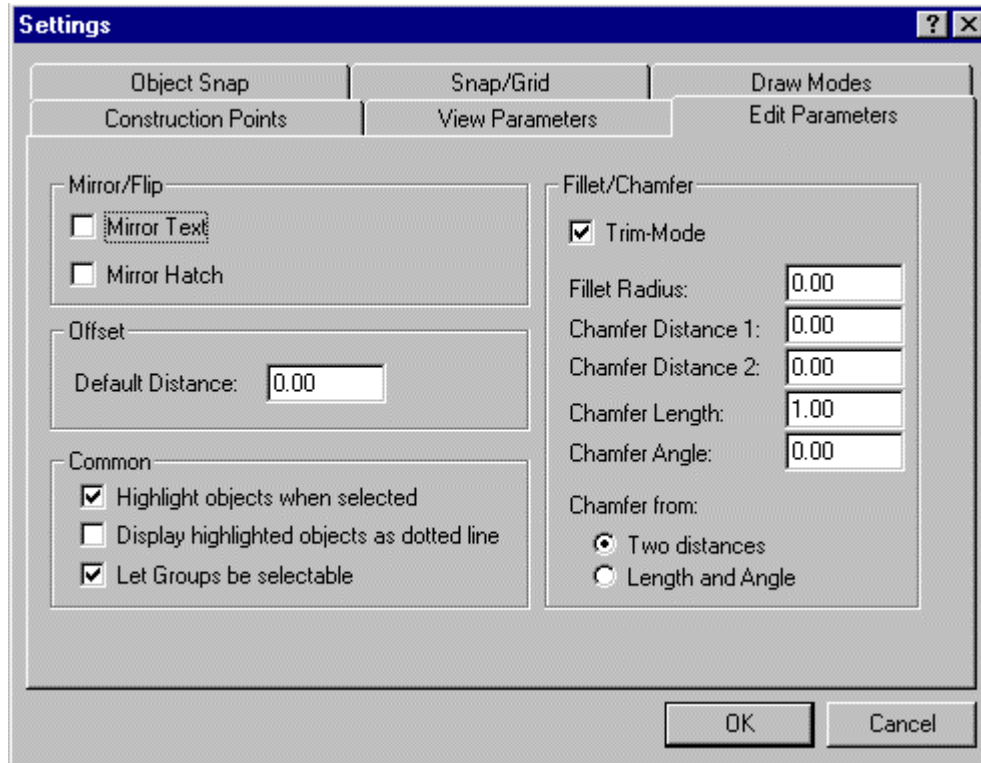 Settings
Object Snap
Snap/Grid
Draw Modes
Construction Points
View Parameters
Edit Parameters
Mirror/Flip
Mirror Text
Mirror Hatch
Offset
Default Distance: 0.00
Common
Highlight objects when selected
Display highlighted objects as dotted line
Let Groups be selectable
Fillet/Chamfer
Trim-Mode
Fillet Radius: 0.00
Chamfer Distance 1: 0.00
Chamfer Distance 2: 0.00
Chamfer Length: 1.00
Chamfer Angle: 0.00
Chamfer from:
Two distances
Length and Angle
OK
Cancel